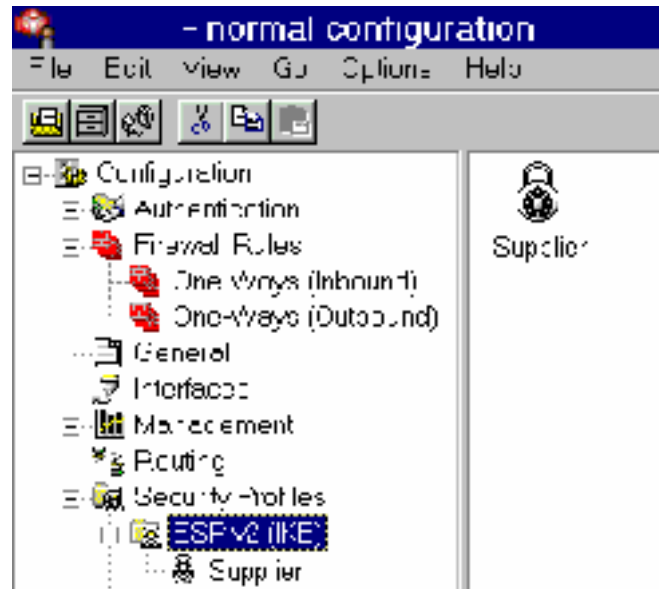 - normal configuration
File Edit View Go Options Help
Configuration
Authentication
Firewall Rules
One-Ways (Inbound)
One-Ways (Outbound)
General
Interfaces
Management
Routing
Security Profiles
ESP v2 (IKE)
Supplier
Supplier